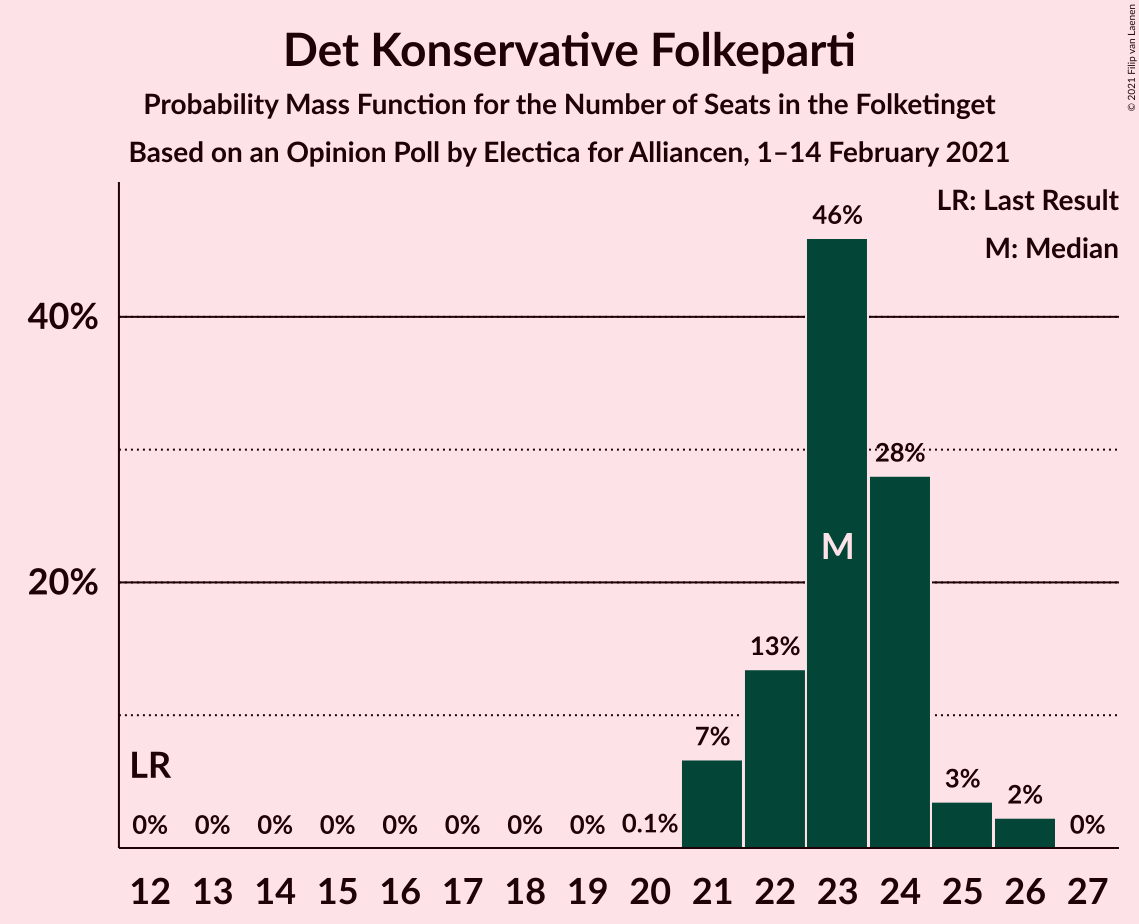 Det Konservative Folkeparti
Probability Mass Function for the Number of Seats in the Folketinget
Based on an Opinion Poll by Electica for Alliancen, 1–14 February 2021
© 2021 Filip van Laenen
LR: Last Result
M: Median
40%
20%
46%
28%
13%
7%
3%
2%
M
LR
0% 0% 0% 0% 0% 0% 0% 0% 0.1% 0%
12 13 14 15 16 17 18 19 20 21 22 23 24 25 26 27